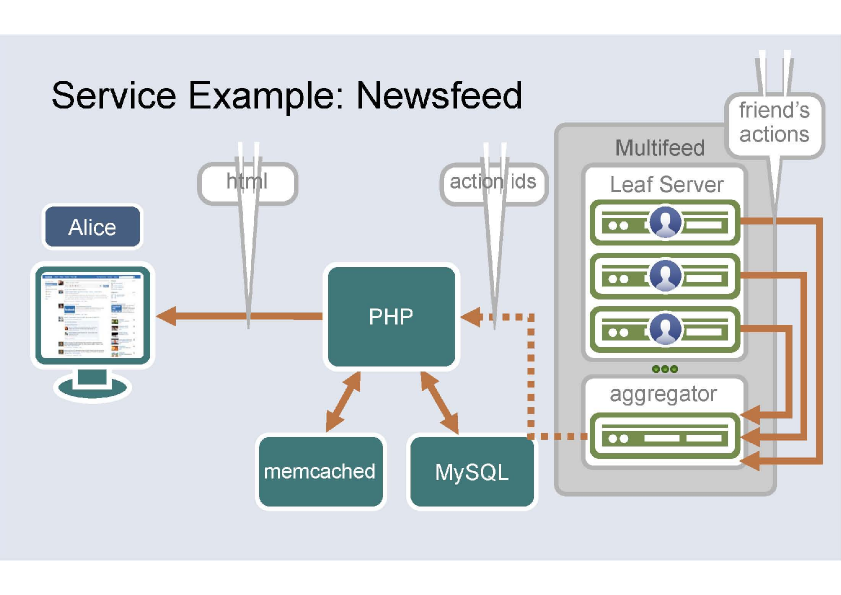 Service Example: Newsfeed
friend's
actions
Multifeed
html
action ids
Leaf Server
Alice
PHP
aggregator
memcached
MySQL